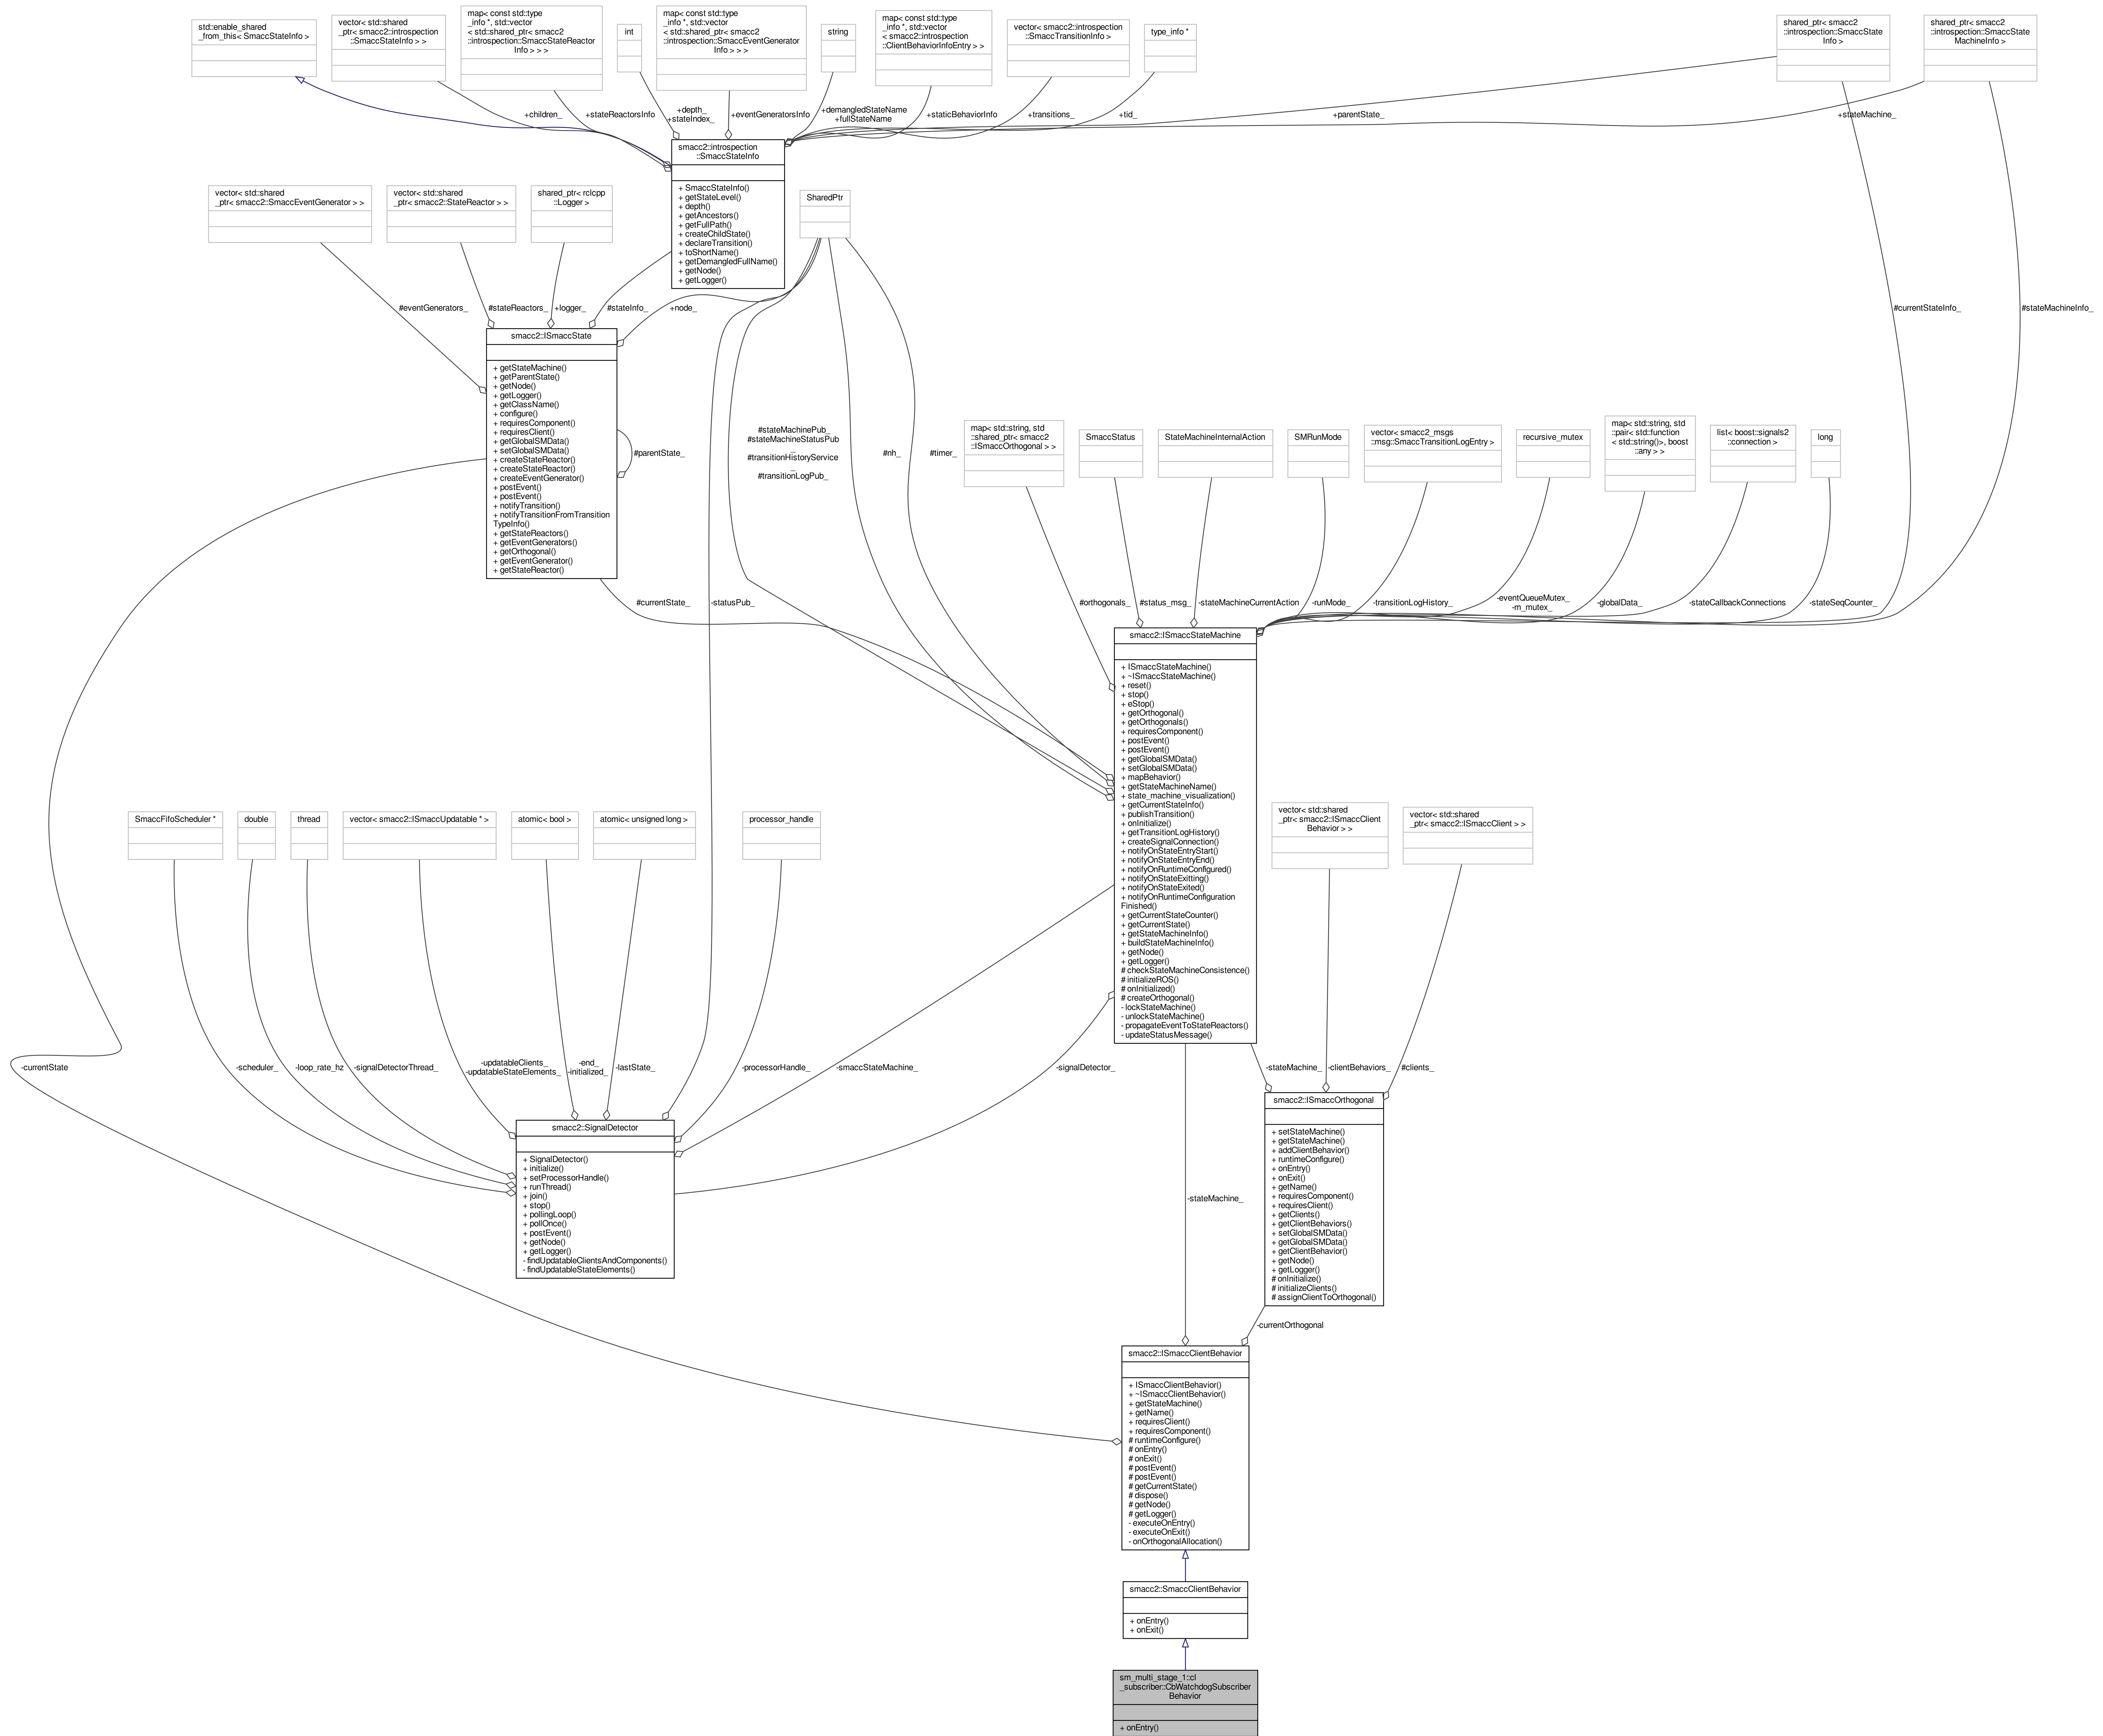 std::enable_shared
_from_this< SmaccStateInfo >
vector< std::shared
_ptr< smacc2::introspection
::SmaccStateInfo > >
map< const std::type
_info *, std::vector
< std::shared_ptr< smacc2
::introspection::SmaccStateReactor
Info > > >
int
map< const std::type
_info *, std::vector
< std::shared_ptr< smacc2
::introspection::SmaccEventGenerator
Info > > >
string
map< const std::type
_info *, std::vector
< smacc2::introspection
::ClientBehaviorInfoEntry > >
vector< smacc2::introspection
::SmaccTransitionInfo >
type_info *
shared_ptr< smacc2
::introspection::SmaccState
Info >
shared_ptr< smacc2
::introspection::SmaccState
MachineInfo >
+children_
+stateReactorsInfo
+depth_
+stateIndex_
+eventGeneratorsInfo
+demangledStateName
+fullStateName
+staticBehaviorInfo
+transitions_
+tid_
+parentState_
+stateMachine_
smacc2::introspection
::SmaccStateInfo
+ SmaccStateInfo()
+ getStateLevel()
+ depth()
+ getAncestors()
+ getFullPath()
+ createChildState()
+ declareTransition()
+ toShortName()
+ getDemangledFullName()
+ getNode()
+ getLogger()
vector< std::shared
_ptr< smacc2::SmaccEventGenerator > >
vector< std::shared
_ptr< smacc2::StateReactor > >
shared_ptr< rclcpp
::Logger >
SharedPtr
#eventGenerators_
#stateReactors_
+logger_
#stateInfo_
+node_
#currentStateInfo_
#stateMachineInfo_
smacc2::ISmaccState
+ getStateMachine()
+ getParentState()
+ getNode()
+ getLogger()
+ getClassName()
+ configure()
+ requiresComponent()
+ requiresClient()
+ getGlobalSMData()
+ setGlobalSMData()
+ createStateReactor()
+ createStateReactor()
+ createEventGenerator()
+ postEvent()
+ postEvent()
+ notifyTransition()
+ notifyTransitionFromTransition
TypeInfo()
+ getStateReactors()
+ getEventGenerators()
+ getOrthogonal()
+ getEventGenerator()
+ getStateReactor()
#parentState_
#stateMachinePub_
#stateMachineStatusPub
_
#transitionHistoryService
_
#transitionLogPub_
#nh_
#timer_
map< std::string, std
::shared_ptr< smacc2
::ISmaccOrthogonal > >
SmaccStatus
StateMachineInternalAction
SMRunMode
vector< smacc2_msgs
::msg::SmaccTransitionLogEntry >
recursive_mutex
map< std::string, std
::pair< std::function
< std::string()>, boost
::any > >
list< boost::signals2
::connection >
long
#currentState_
-statusPub_
#orthogonals_
#status_msg_
-stateMachineCurrentAction
-runMode_
-transitionLogHistory_
-eventQueueMutex_
-m_mutex_
-globalData_
-stateCallbackConnections
-stateSeqCounter_
smacc2::ISmaccStateMachine
+ ISmaccStateMachine()
+ ~ISmaccStateMachine()
+ reset()
+ stop()
+ eStop()
+ getOrthogonal()
+ getOrthogonals()
+ requiresComponent()
+ postEvent()
+ postEvent()
+ getGlobalSMData()
+ setGlobalSMData()
+ mapBehavior()
+ getStateMachineName()
+ state_machine_visualization()
+ getCurrentStateInfo()
+ publishTransition()
+ onInitialize()
+ getTransitionLogHistory()
+ createSignalConnection()
+ notifyOnStateEntryStart()
+ notifyOnStateEntryEnd()
+ notifyOnRuntimeConfigured()
+ notifyOnStateExitting()
+ notifyOnStateExited()
+ notifyOnRuntimeConfiguration
Finished()
+ getCurrentStateCounter()
+ getCurrentState()
+ getStateMachineInfo()
+ buildStateMachineInfo()
+ getNode()
+ getLogger()
# checkStateMachineConsistence()
# initializeROS()
# onInitialized()
# createOrthogonal()
- lockStateMachine()
- unlockStateMachine()
- propagateEventToStateReactors()
- updateStatusMessage()
SmaccFifoScheduler *
double
thread
vector< smacc2::ISmaccUpdatable * >
atomic< bool >
atomic< unsigned long >
processor_handle
vector< std::shared
_ptr< smacc2::ISmaccClient
Behavior > >
vector< std::shared
_ptr< smacc2::ISmaccClient > >
-currentState
-scheduler_
-loop_rate_hz
-signalDetectorThread_
-updatableClients_
-updatableStateElements_
-end_
-initialized_
-lastState_
-processorHandle_
-smaccStateMachine_
-signalDetector_
-stateMachine_
-clientBehaviors_
#clients_
smacc2::SignalDetector
+ SignalDetector()
+ initialize()
+ setProcessorHandle()
+ runThread()
+ join()
+ stop()
+ pollingLoop()
+ pollOnce()
+ postEvent()
+ getNode()
+ getLogger()
- findUpdatableClientsAndComponents()
- findUpdatableStateElements()
smacc2::ISmaccOrthogonal
+ setStateMachine()
+ getStateMachine()
+ addClientBehavior()
+ runtimeConfigure()
+ onEntry()
+ onExit()
+ getName()
+ requiresComponent()
+ requiresClient()
+ getClients()
+ getClientBehaviors()
+ setGlobalSMData()
+ getGlobalSMData()
+ getClientBehavior()
+ getNode()
+ getLogger()
# onInitialize()
# initializeClients()
# assignClientToOrthogonal()
-stateMachine_
-currentOrthogonal
smacc2::ISmaccClientBehavior
+ ISmaccClientBehavior()
+ ~ISmaccClientBehavior()
+ getStateMachine()
+ getName()
+ requiresClient()
+ requiresComponent()
# runtimeConfigure()
# onEntry()
# onExit()
# postEvent()
# postEvent()
# getCurrentState()
# dispose()
# getNode()
# getLogger()
- executeOnEntry()
- executeOnExit()
- onOrthogonalAllocation()
smacc2::SmaccClientBehavior
+ onEntry()
+ onExit()
sm_multi_stage_1::cl
_subscriber::CbWatchdogSubscriber
Behavior
+ onEntry()